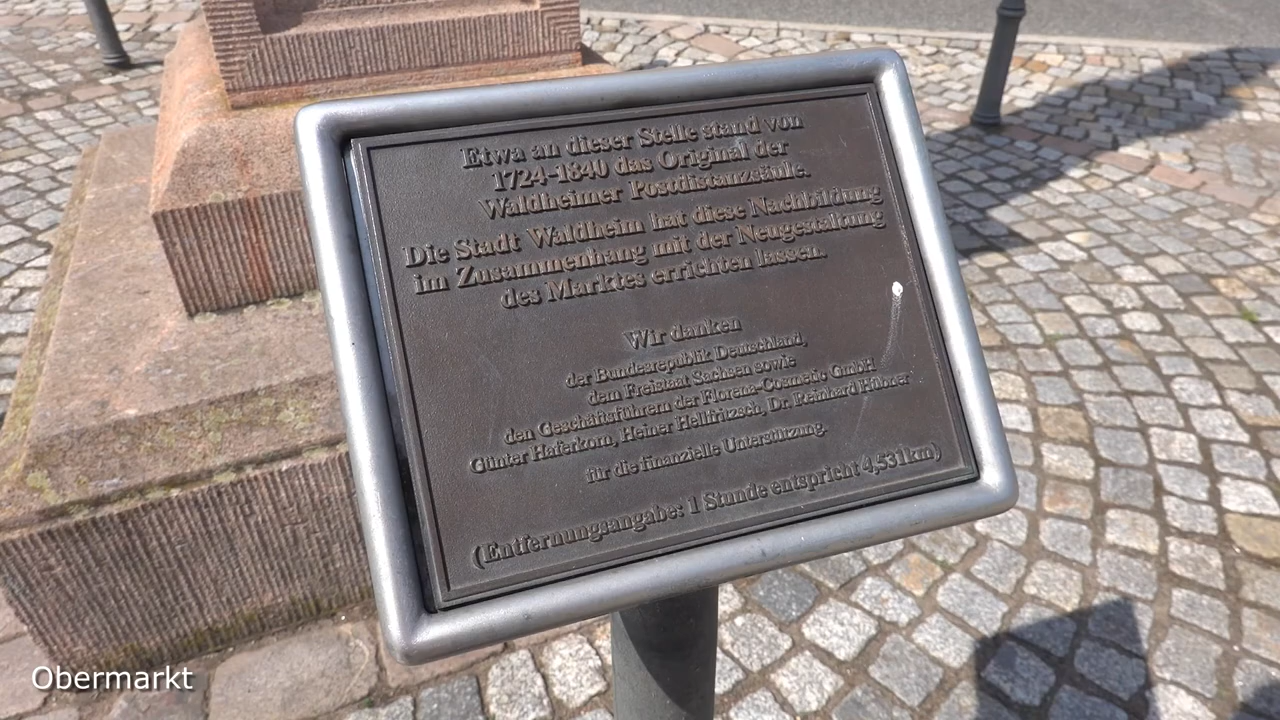 Etwa an dieser Stelle stand von
1724-1840 das Original der
Waldheimer Postdistanzsäule.
Die Stadt Waldheim hat diese Nachbildung
im Zusammenhang mit der Neugestaltung
des Marktes errichten lassen.
Wir danken
der Bundesrepublik Deutschland,
dem Freistaat Sachsen sowie
den Geschäftsführern der Florena-Cosmetic GmbH
Günter Haferkorn, Heiner Hellfritzsch, Dr. Reinhard Hübner
für die finanzielle Unterstützung.
(Entfernungsangabe: 1 Stunde entspricht 4,531km)
Obermarkt